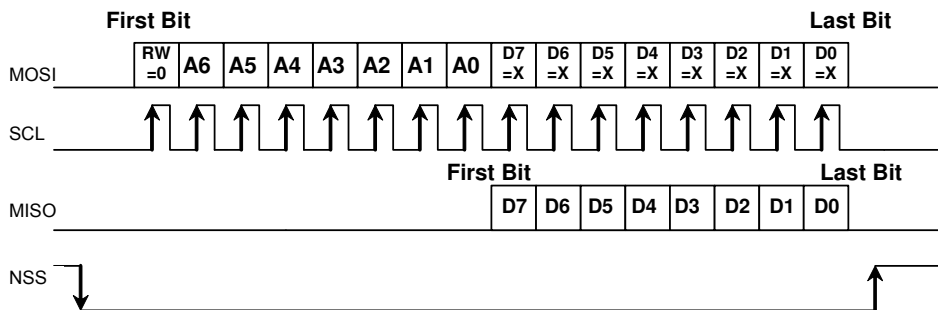 First Bit Last Bit
MOSI RW =0 A6 A5 A4 A3 A2 A1 A0 D7 =X D6 =X D5 =X D4 =X D3 =X D2 =X D1 =X D0 =X
SCL
First Bit Last Bit
MISO D7 D6 D5 D4 D3 D2 D1 D0
NSS